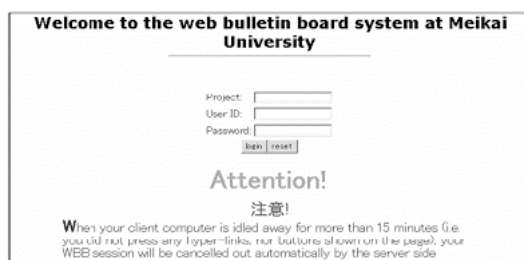 Welcome to the web bulletin board system at Meikai
University
Project:
User ID:
Password:
login reset
Attention!
注意!
When your client computer is idled away for more than 15 minutes (i.e.
you did not press any hyper-links, nor buttons shown on the page), your
WBB session will be cancelled out automatically by the server side